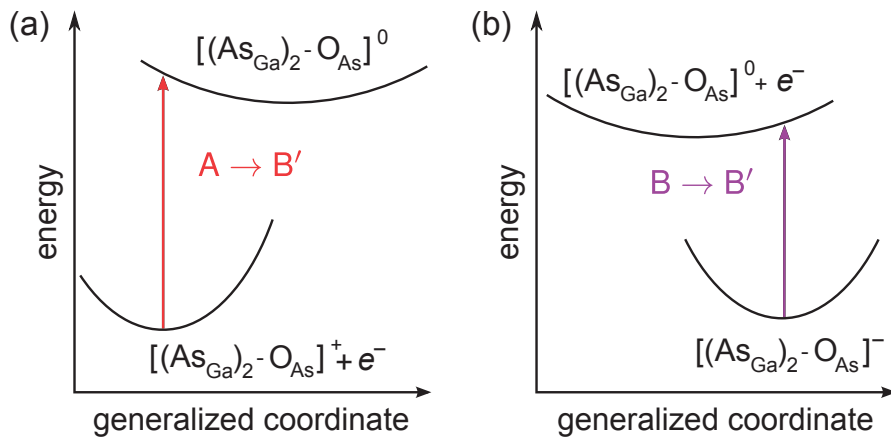 (a)
[(As_Ga)_2 - O_As]^0
A → B′
[(As_Ga)_2 - O_As]^+ + e^−
energy
generalized coordinate
(b)
[(As_Ga)_2 - O_As]^0 + e^−
B → B′
[(As_Ga)_2 - O_As]^−
energy
generalized coordinate